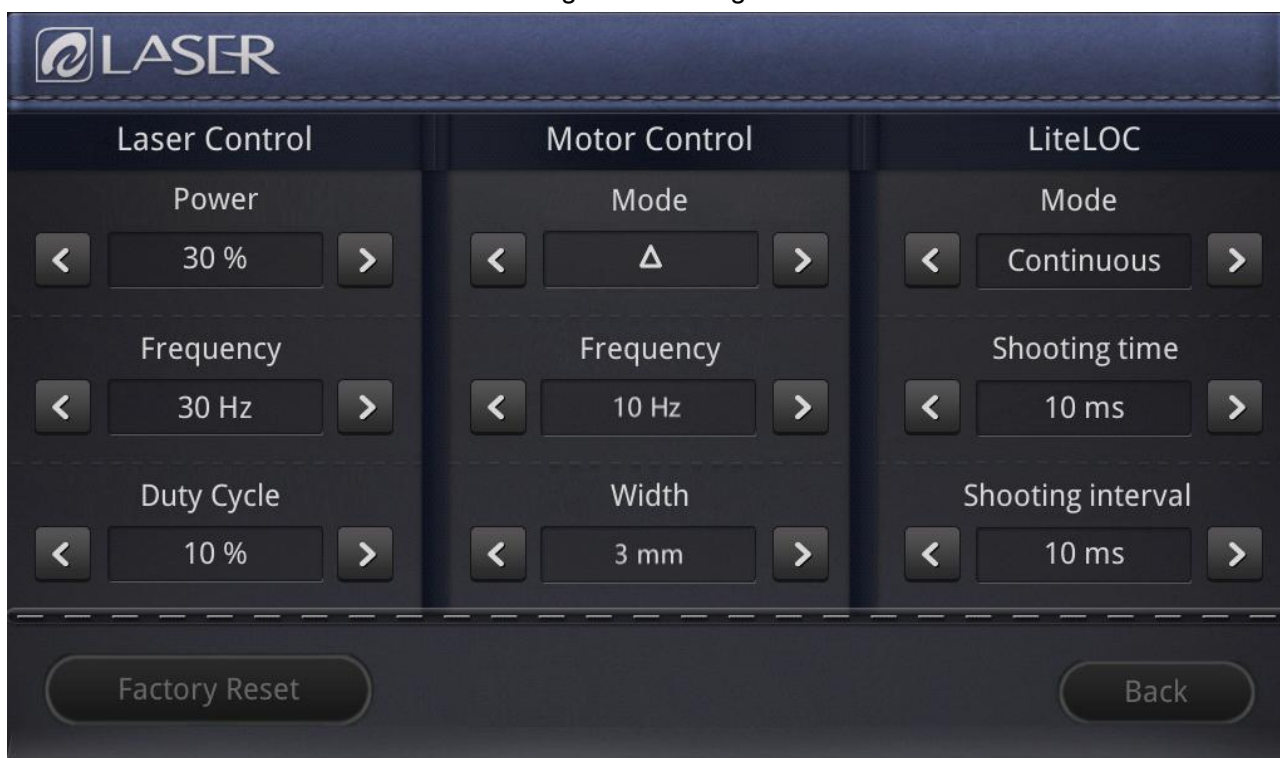 LASER
Laser Control
Power
< 30 % >
Frequency
< 30 Hz >
Duty Cycle
< 10 % >
Motor Control
Mode
< Δ >
Frequency
< 10 Hz >
Width
< 3 mm >
LiteLOC
Mode
< Continuous >
Shooting time
< 10 ms >
Shooting interval
< 10 ms >
Factory Reset
Back